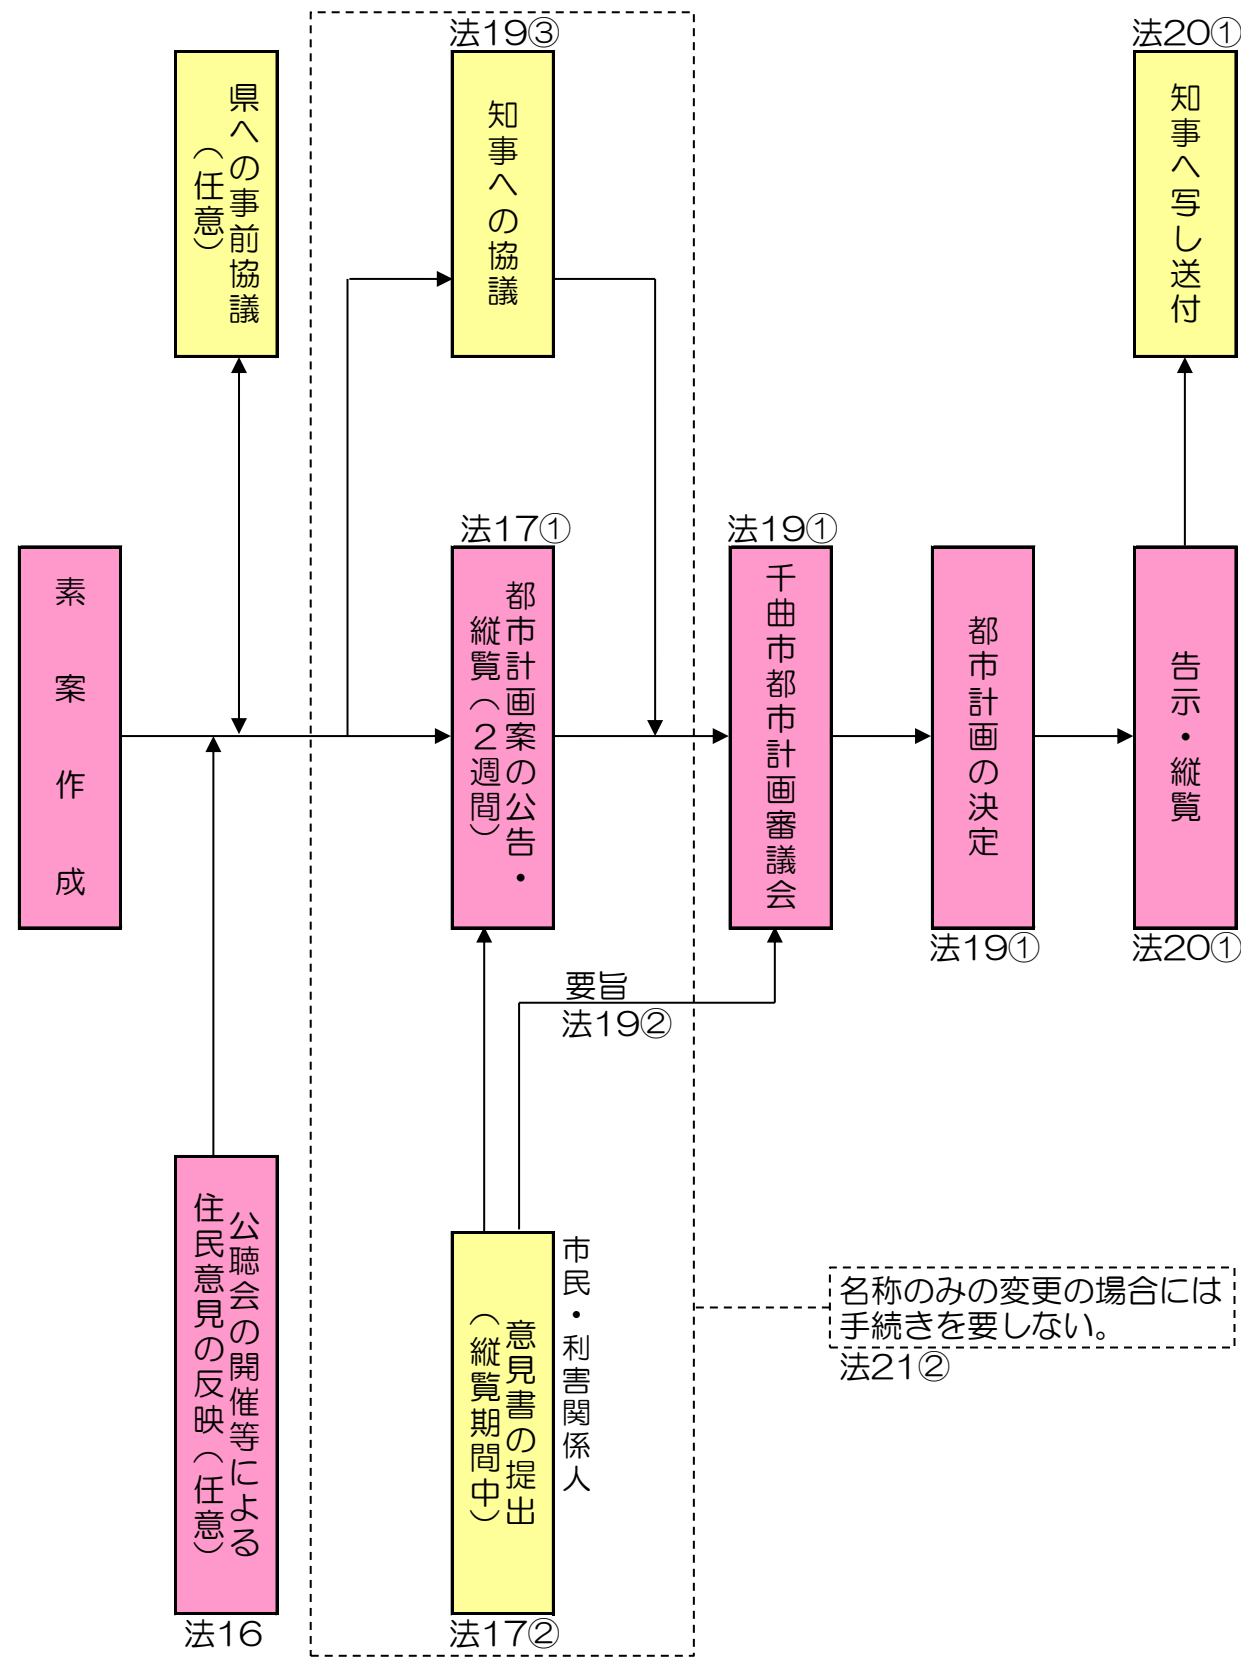 法19③
法20①
県への事前協議
（任意）
知事への協議
知事へ写し送付
法17①
法19①
素案作成
都市計画案の公告・
縦覧（２週間）
千曲市都市計画審議会
都市計画の決定
告示・縦覧
法19①
法20①
要旨
法19②
公聴会の開催等による
住民意見の反映（任意）
意見書の提出
（縦覧期間中）
市民・利害関係人
名称のみの変更の場合には
手続きを要しない。
法21②
法16
法17②